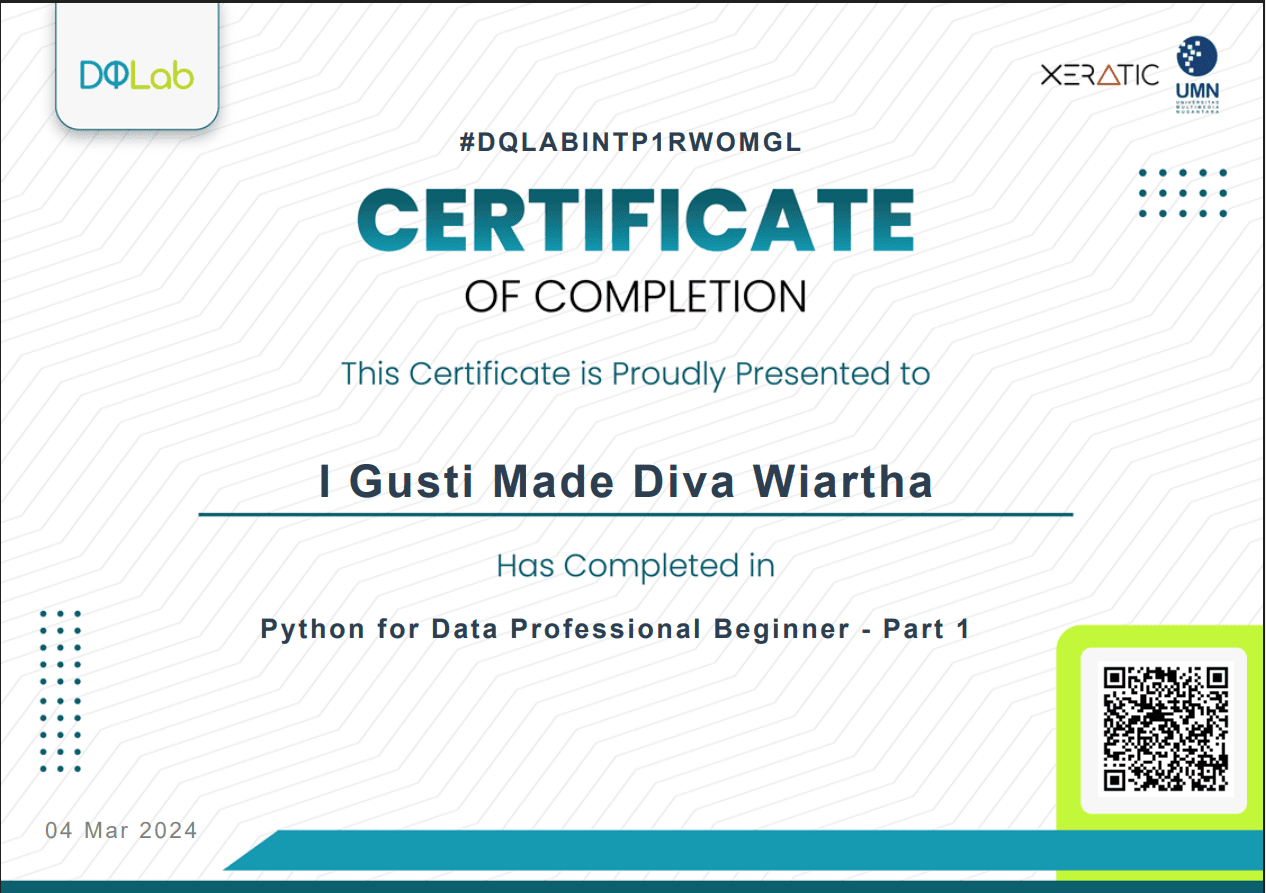 DQLab
XERATIC
UMN
UNIVERSITAS
MULTIMEDIA
NUSANTARA
#DQLABINTP1RWOMGL
CERTIFICATE
OF COMPLETION
This Certificate is Proudly Presented to
I Gusti Made Diva Wiartha
Has Completed in
Python for Data Professional Beginner - Part 1
04 Mar 2024